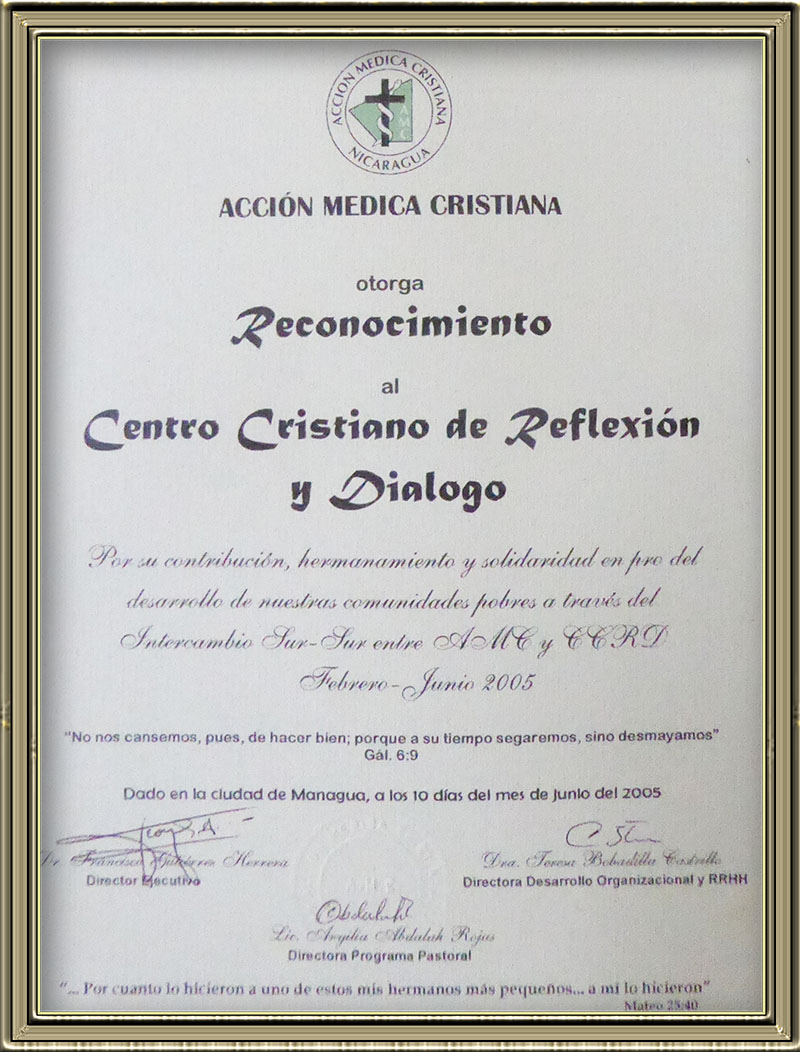 ACCION MEDICA CRISTIANA
AMC
NICARAGUA
ACCIÓN MEDICA CRISTIANA
otorga
Reconocimiento
al
Centro Cristiano de Reflexión
y Dialogo
Por su contribución, hermanamiento y solidaridad en pro del
desarrollo de nuestras comunidades pobres a través del
Intercambio Sur-Sur entre AMC y CCRD
Febrero-Junio 2005
"No nos cansemos, pues, de hacer bien; porque a su tiempo segaremos, sino desmayamos"
Gál. 6:9
Dado en la ciudad de Managua, a los 10 días del mes de junio del 2005
Dr. Francisco Gutiérres Herrera
Director Ejecutivo
Dra. Teresa Bobadilla Castrillo
Directora Desarrollo Organizacional y RRHH
Lic. Abdalah Rojas
Directora Programa Pastoral
"... Por cuanto lo hicieron a uno de estos mis hermanos más pequeños... a mi lo hicieron"
Mateo 25:40